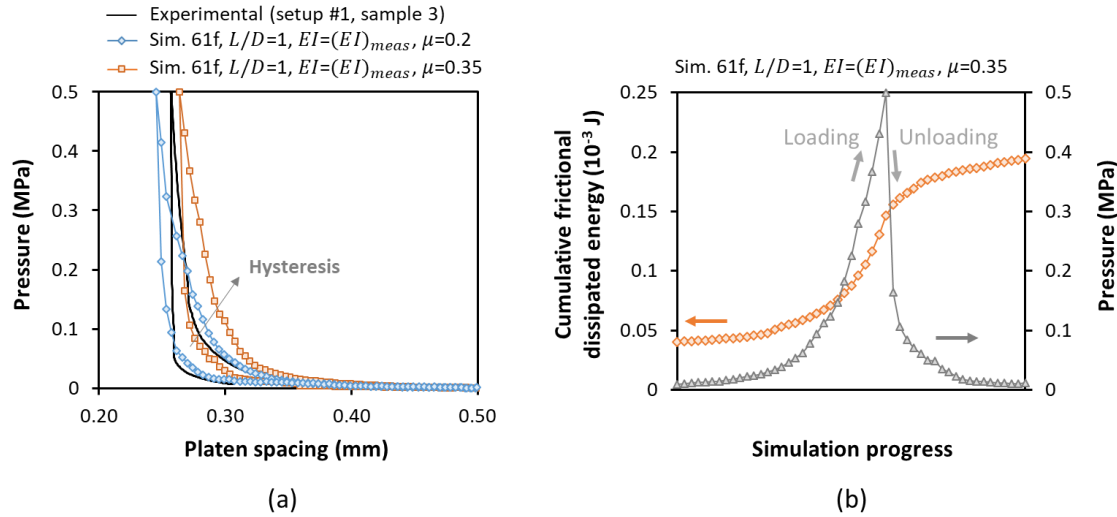 Experimental (setup #1, sample 3)
Sim. 61f, L/D=1, EI=(EI)meas, μ=0.2
Sim. 61f, L/D=1, EI=(EI)meas, μ=0.35
0.5
0.4
0.3
0.2
0.1
0
0.20
0.30
0.40
0.50
Pressure (MPa)
Platen spacing (mm)
Hysteresis
(a)
Sim. 61f, L/D=1, EI=(EI)meas, μ=0.35
0.25
0.2
0.15
0.1
0.05
0
Cumulative frictional
dissipated energy (10⁻³ J)
Loading
Unloading
0.5
0.4
0.3
0.2
0.1
0
Pressure (MPa)
Simulation progress
(b)